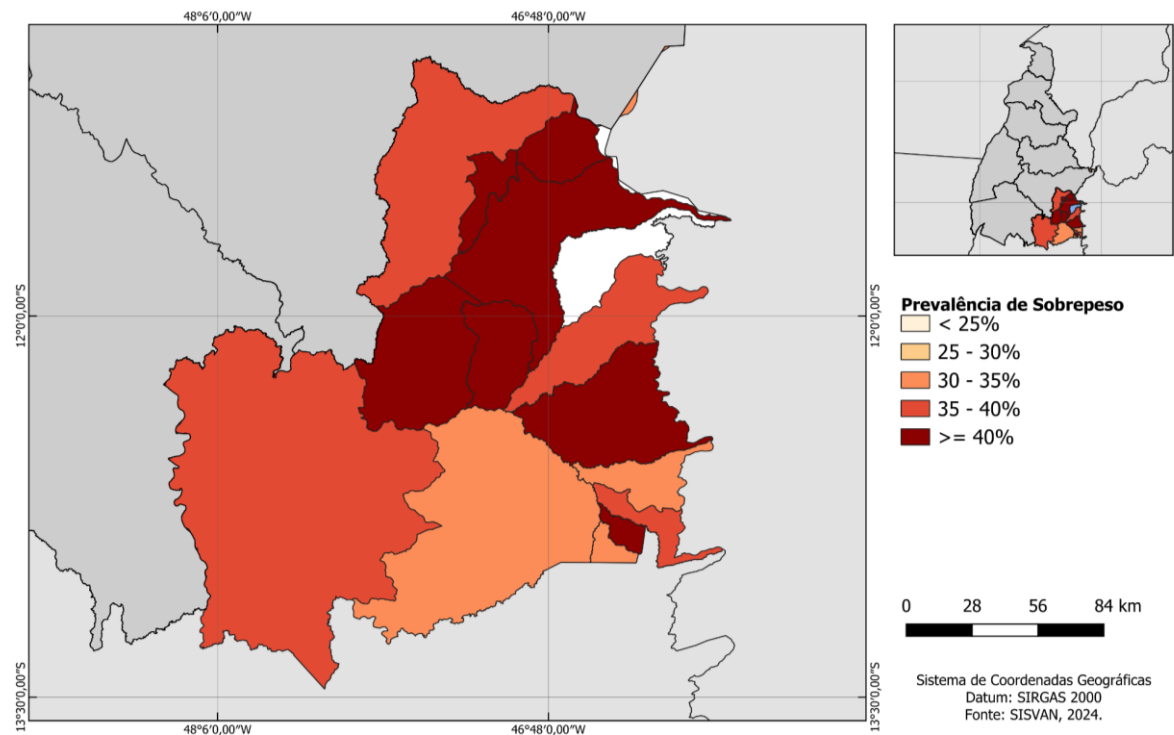 48°6'0,00"W 46°48'0,00"W
12°0'0,00"S 12°0'0,00"S
13°30'0,00"S 13°30'0,00"S
48°6'0,00"W 46°48'0,00"W
Prevalência de Sobrepeso
< 25%
25 - 30%
30 - 35%
35 - 40%
>= 40%
0 28 56 84 km
Sistema de Coordenadas Geográficas
Datum: SIRGAS 2000
Fonte: SISVAN, 2024.